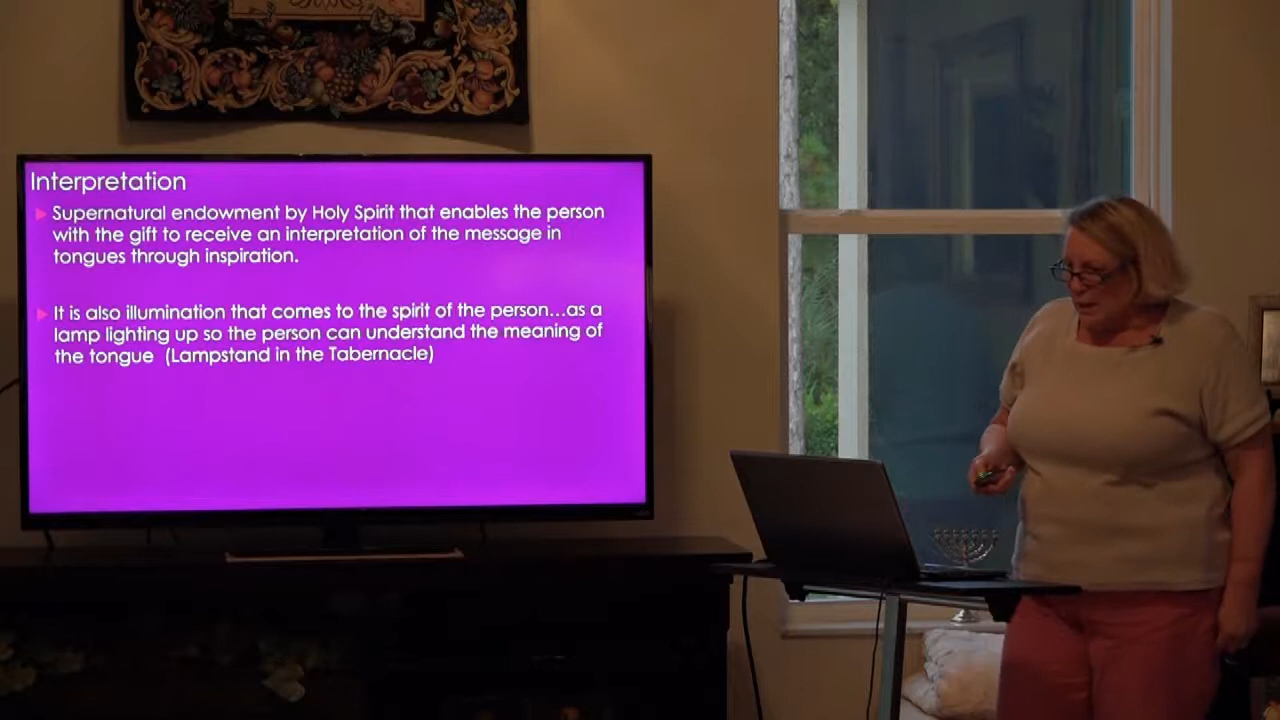 Interpretation
Supernatural endowment by Holy Spirit that enables the person
with the gift to receive an interpretation of the message in
tongues through inspiration.
It is also illumination that comes to the spirit of the person...as a
lamp lighting up so the person can understand the meaning of
the tongue (Lampstand in the Tabernacle)